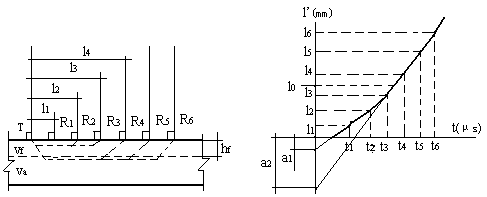 l4
l3
l2
l1
T R1 R2 R3 R4 R5 R6
Vf
hf
Va
l'(mm)
l6
l5
l4
l0
l3
l2
l1
t(μs)
t1 t2 t3 t4 t5 t6
a1
a2